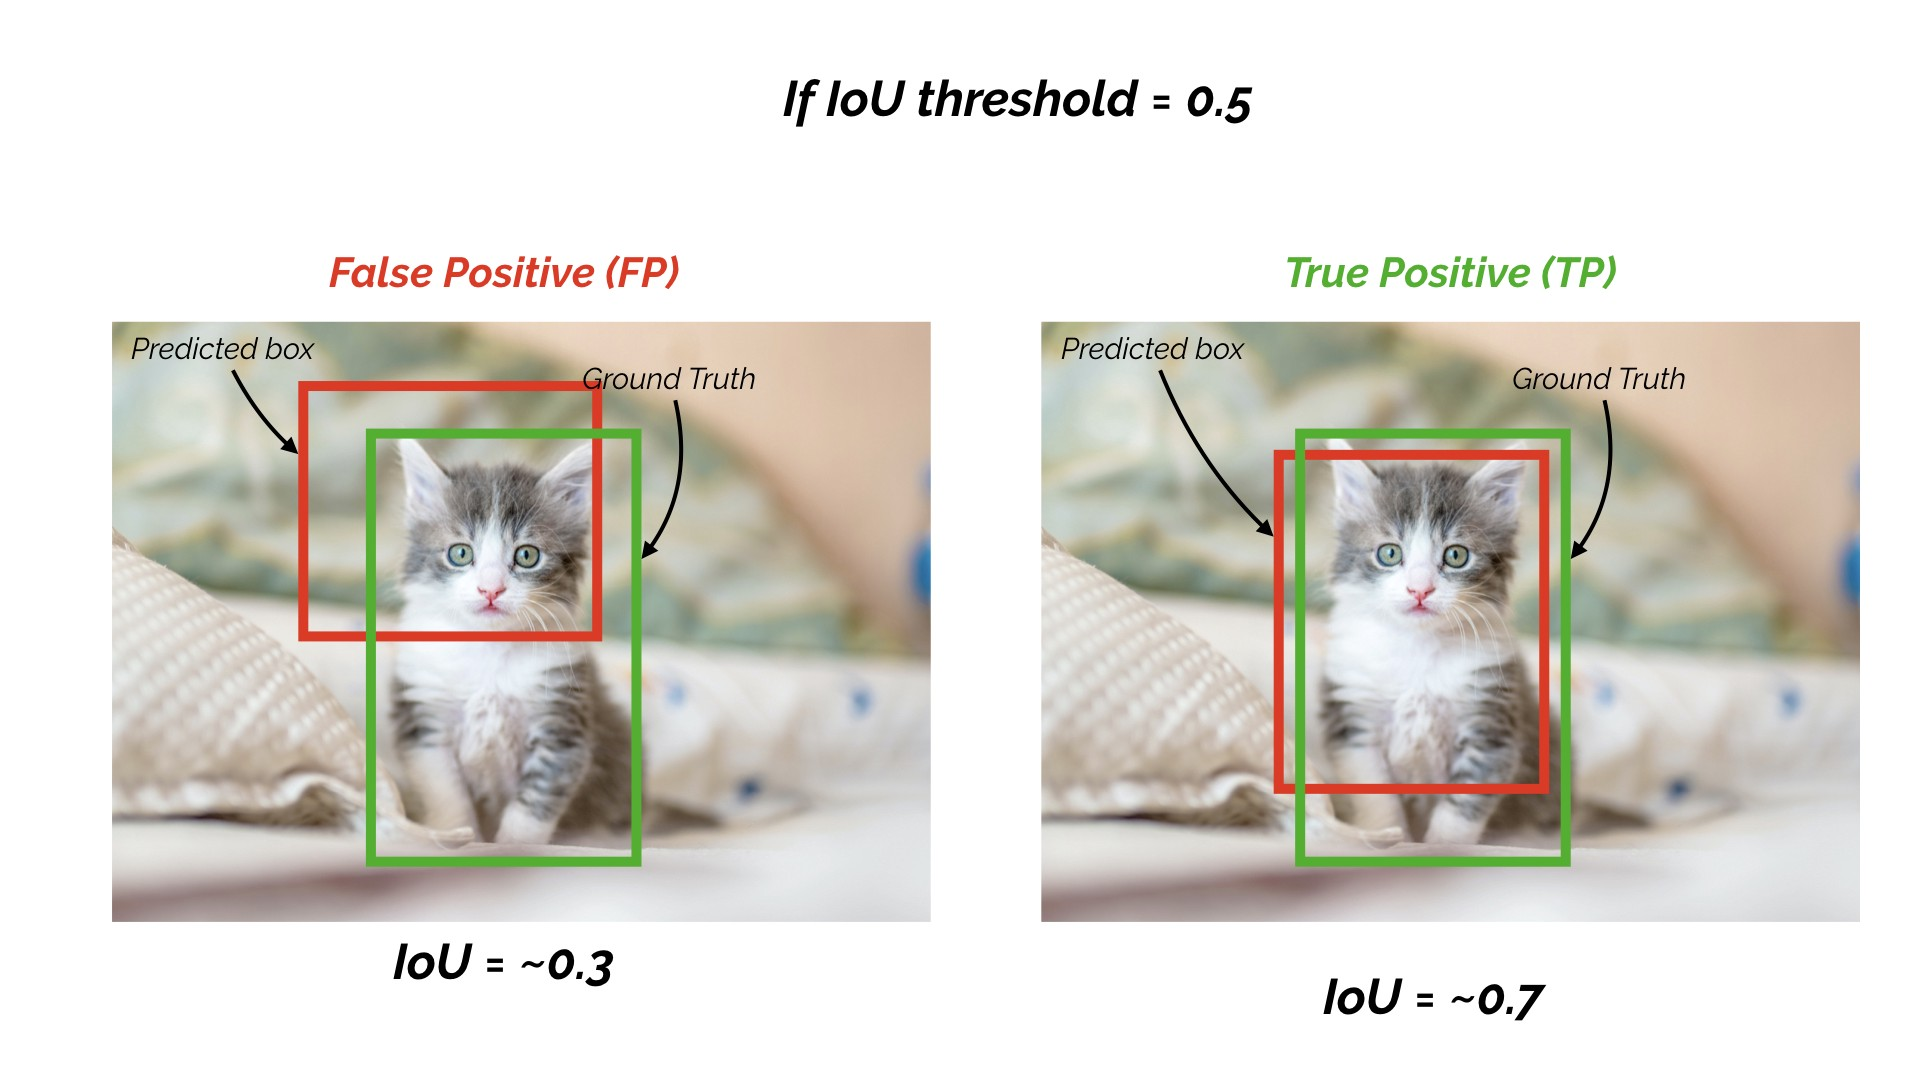 If IoU threshold = 0.5
False Positive (FP)
Predicted box
Ground Truth
IoU = ~0.3
True Positive (TP)
Predicted box
Ground Truth
IoU = ~0.7